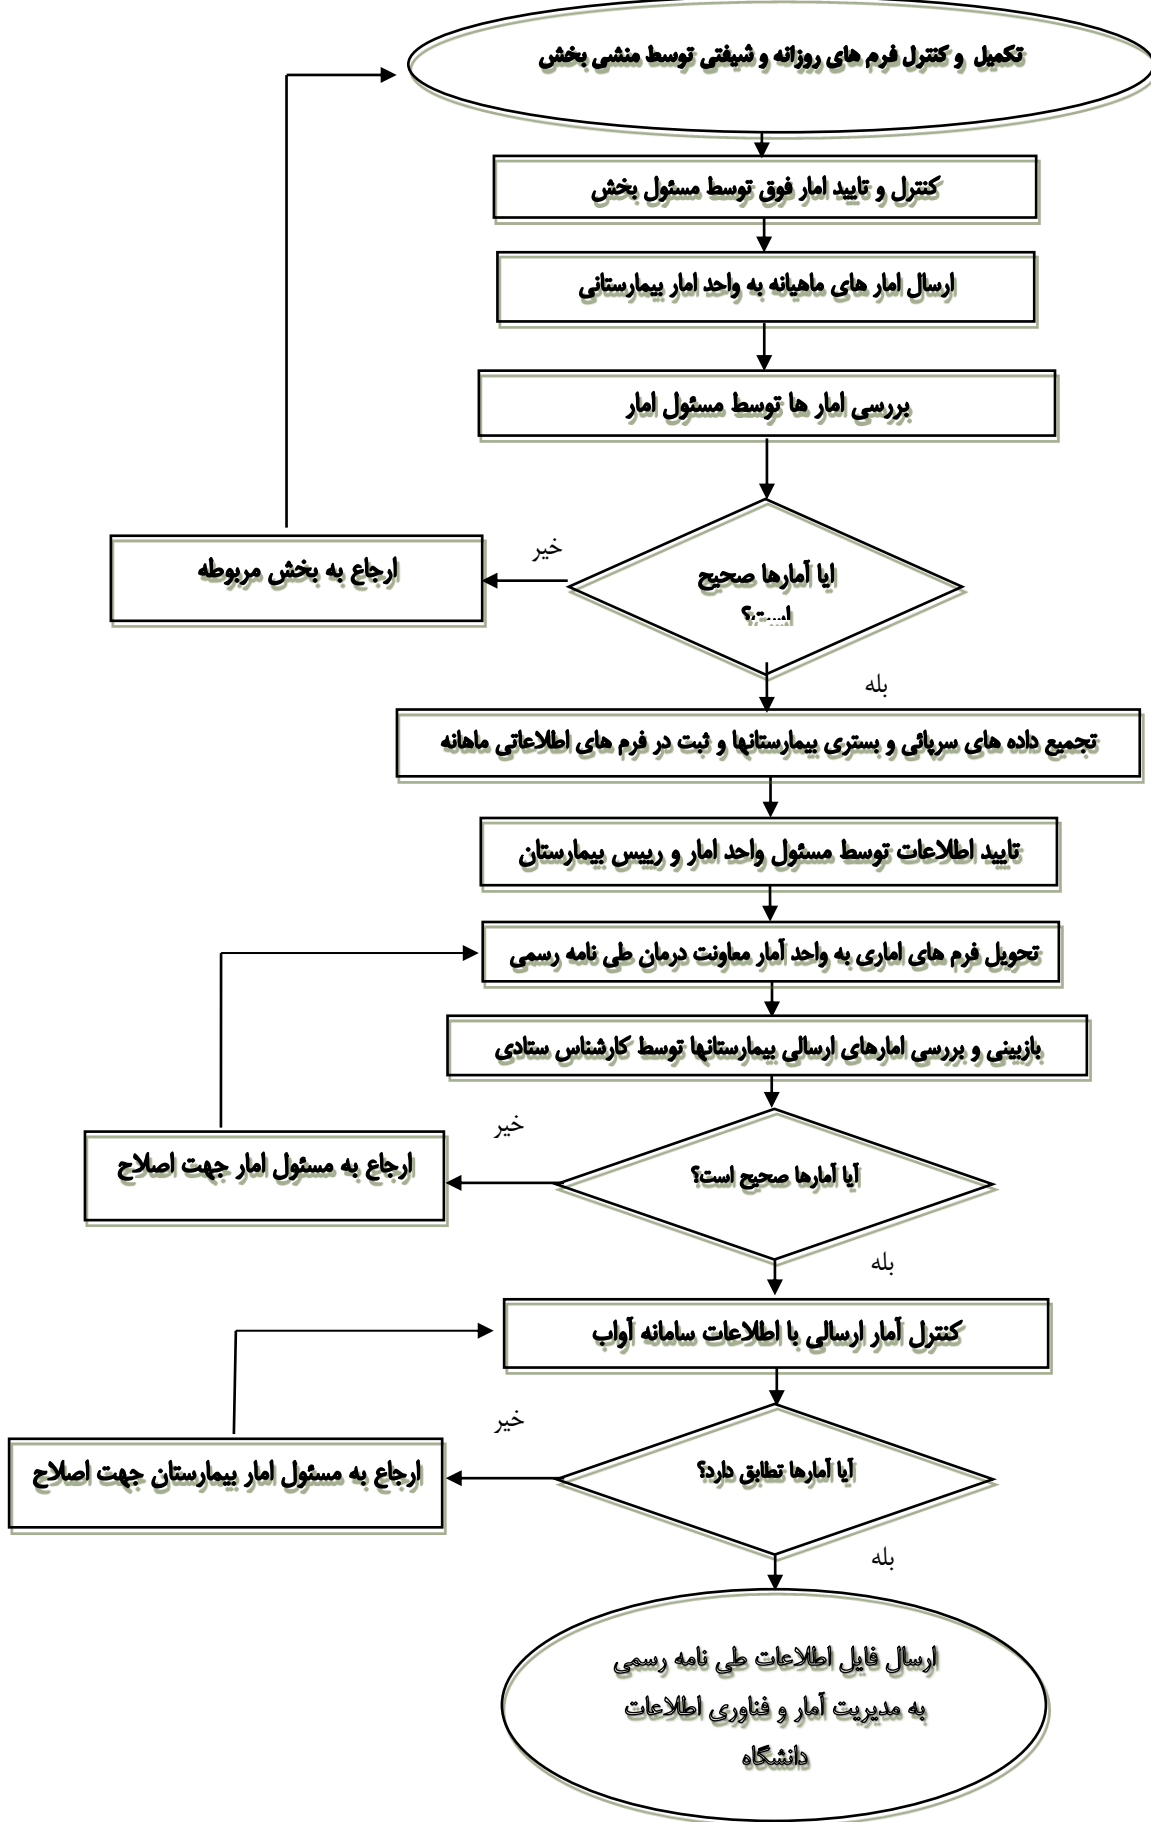 تکمیل و کنترل فرم های روزانه و شیفتی توسط منشی بخش
کنترل و تایید امار فوق توسط مسئول بخش
ارسال امار های ماهیانه به واحد امار بیمارستانی
بررسی امار ها توسط مسئول امار
ایا آمارها صحیح
است؟
خیر
ارجاع به بخش مربوطه
بله
تجمیع داده های سرپائی و بستری بیمارستانها و ثبت در فرم های اطلاعاتی ماهانه
تایید اطلاعات توسط مسئول واحد امار و رییس بیمارستان
تحویل فرم های اماری به واحد آمار معاونت درمان طی نامه رسمی
بازبینی و بررسی امارهای ارسالی بیمارستانها توسط کارشناس ستادی
خیر
ارجاع به مسئول امار جهت اصلاح
آیا آمارها صحیح است؟
بله
کنترل آمار ارسالی با اطلاعات سامانه آواب
خیر
ارجاع به مسئول امار بیمارستان جهت اصلاح
آیا آمارها تطابق دارد؟
بله
ارسال فایل اطلاعات طی نامه رسمی
به مدیریت آمار و فناوری اطلاعات
دانشگاه